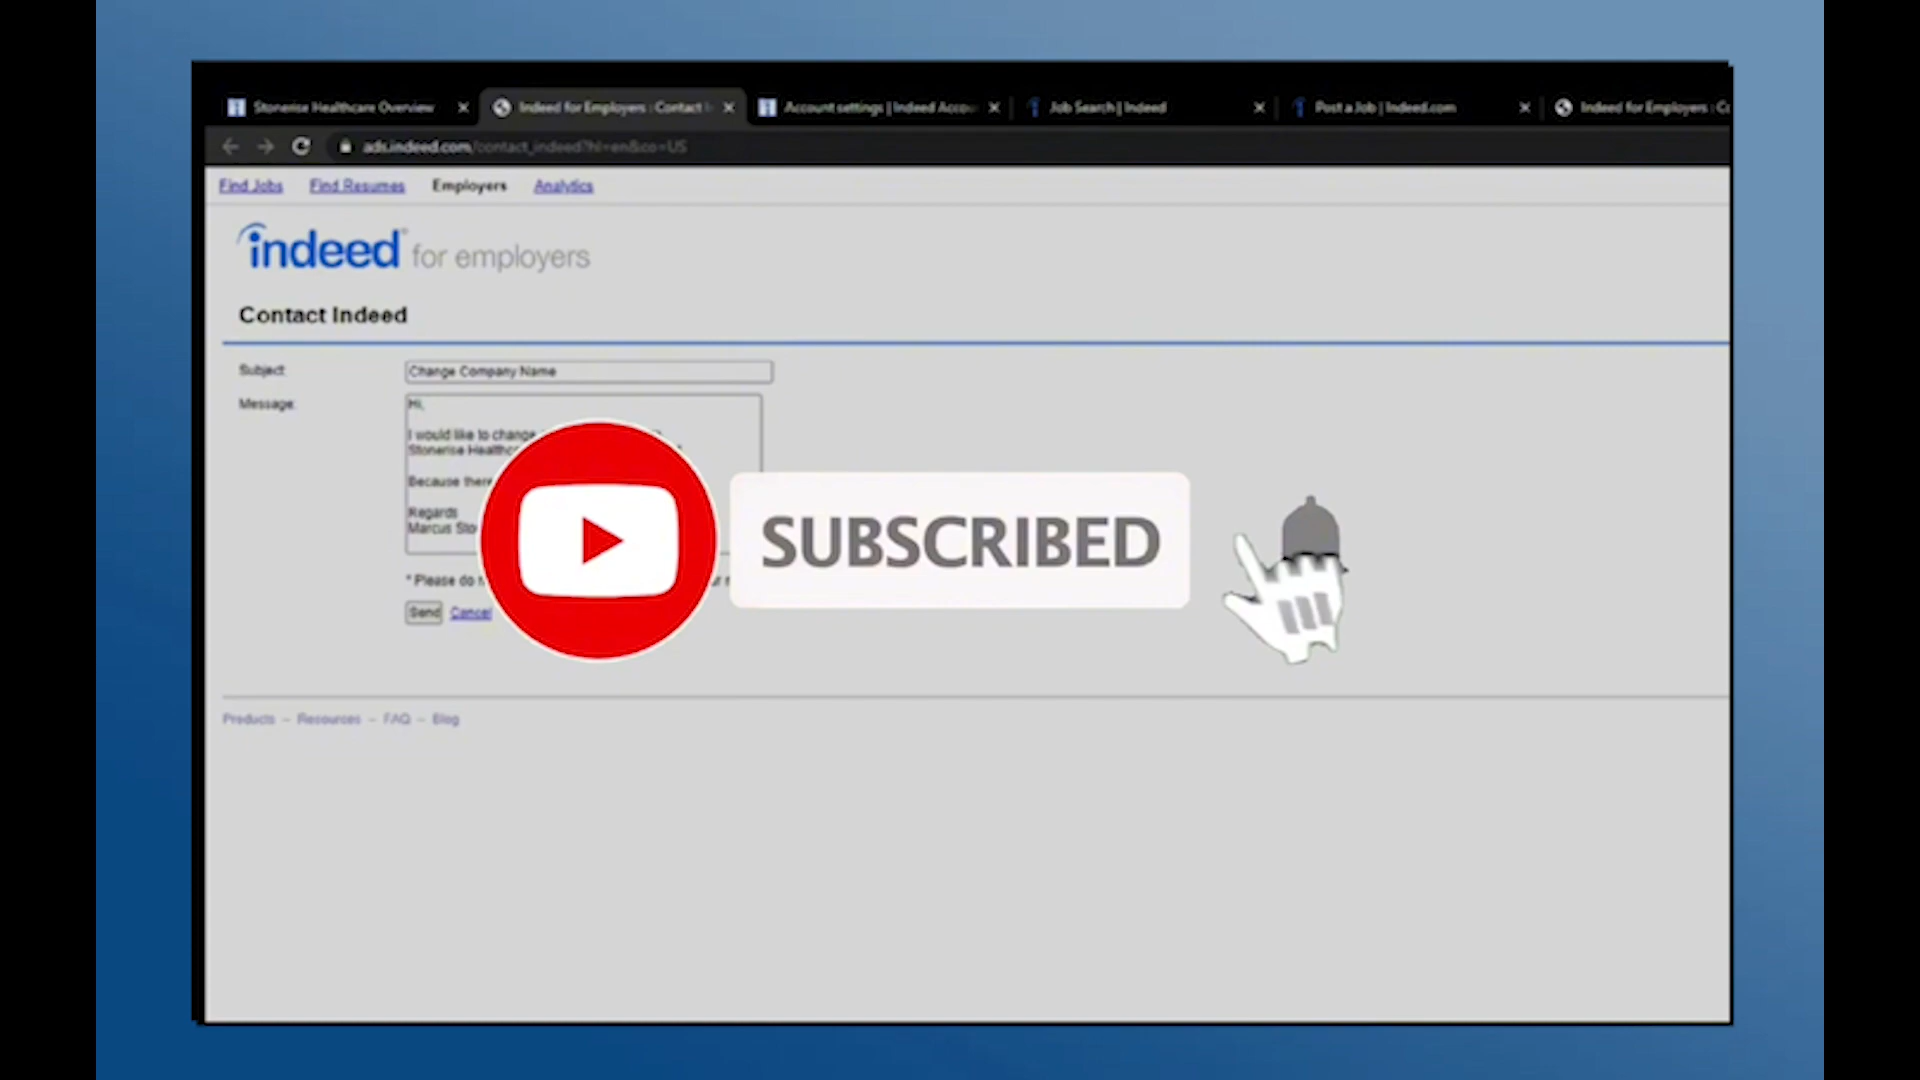 Stonerise Healthcare Overview
Indeed for Employers : Contact
Account settings | Indeed Accou
Job Search | Indeed
Post a Job | Indeed.com
Indeed for Employers : Co
ads.indeed.com/contact_indeed?hl=en&co=US
Find Jobs Find Resumes Employers Analytics
indeed for employers
Contact Indeed
Subject: Change Company Name
Message: Hi,
I would like to change
Stonerise Healthc
Because there
Regards
Marcus Sto
* Please do
Send Cancel
SUBSCRIBED
Products - Resources - FAQ - Blog